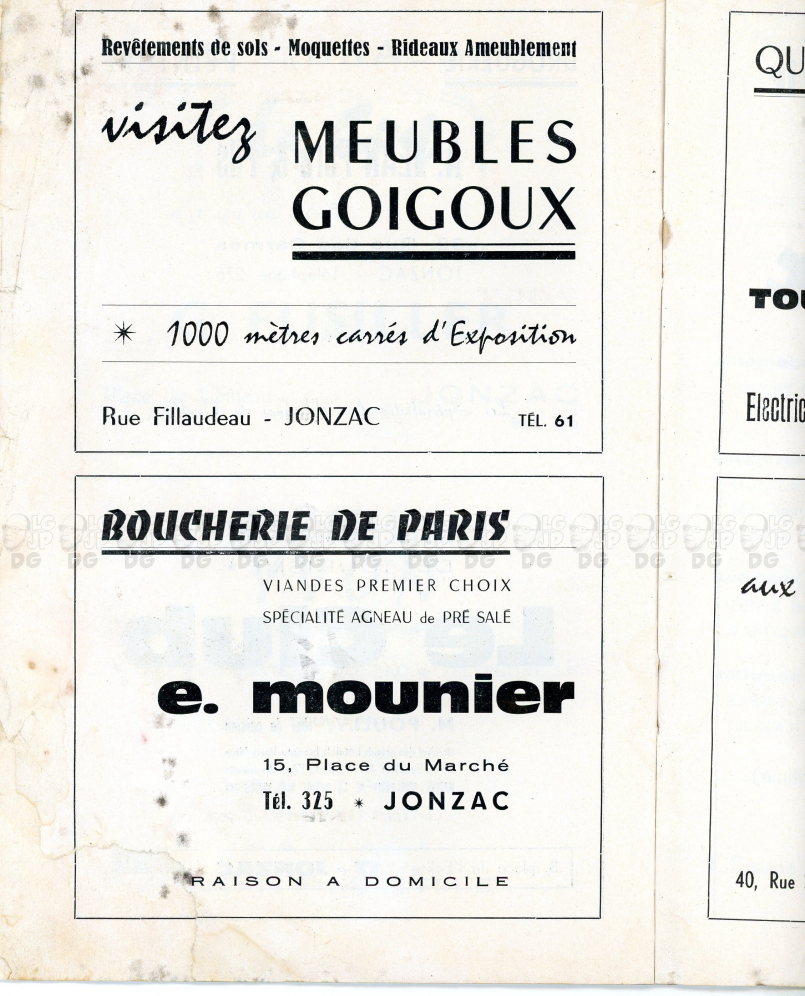 Revêtements de sols - Moquettes - Rideaux Ameublement
visitez
MEUBLES
GOIGOUX
1000 mètres carrés d'Exposition
Rue Fillaudeau - JONZAC TÉL. 61
BOUCHERIE DE PARIS
VIANDES PREMIER CHOIX
SPÉCIALITÉ AGNEAU de PRÉ SALÉ
e. mounier
15, Place du Marché
Tél. 325 * JONZAC
RAISON A DOMICILE
QU
TOU
Electric
aux
40, Rue